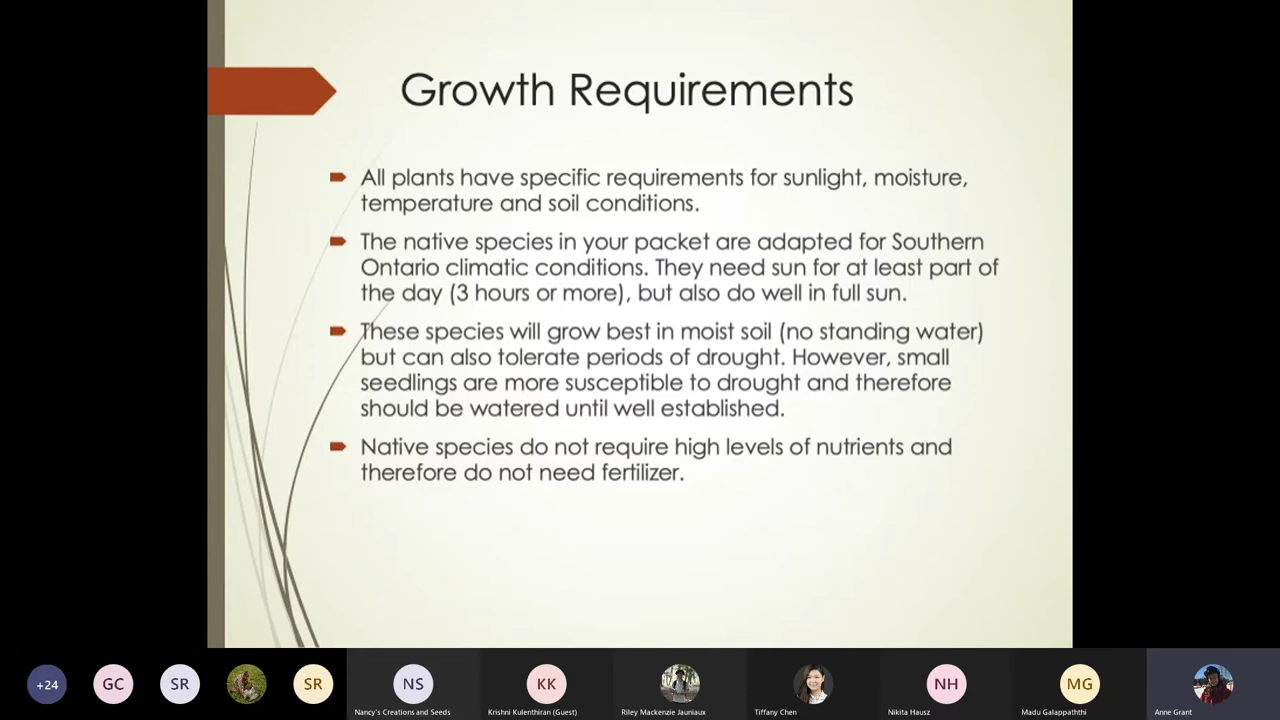 Growth Requirements
All plants have specific requirements for sunlight, moisture,
temperature and soil conditions.
The native species in your packet are adapted for Southern
Ontario climatic conditions. They need sun for at least part of
the day (3 hours or more), but also do well in full sun.
These species will grow best in moist soil (no standing water)
but can also tolerate periods of drought. However, small
seedlings are more susceptible to drought and therefore
should be watered until well established.
Native species do not require high levels of nutrients and
therefore do not need fertilizer.
+24
GC
SR
SR
NS
KK
NH
MG
Nancy's Creations and Seeds
Krishni Kulenthiran (Guest)
Riley Mackenzie Jauniaux
Tiffany Chen
Nikita Hausz
Madu Galappaththi
Anne Grant